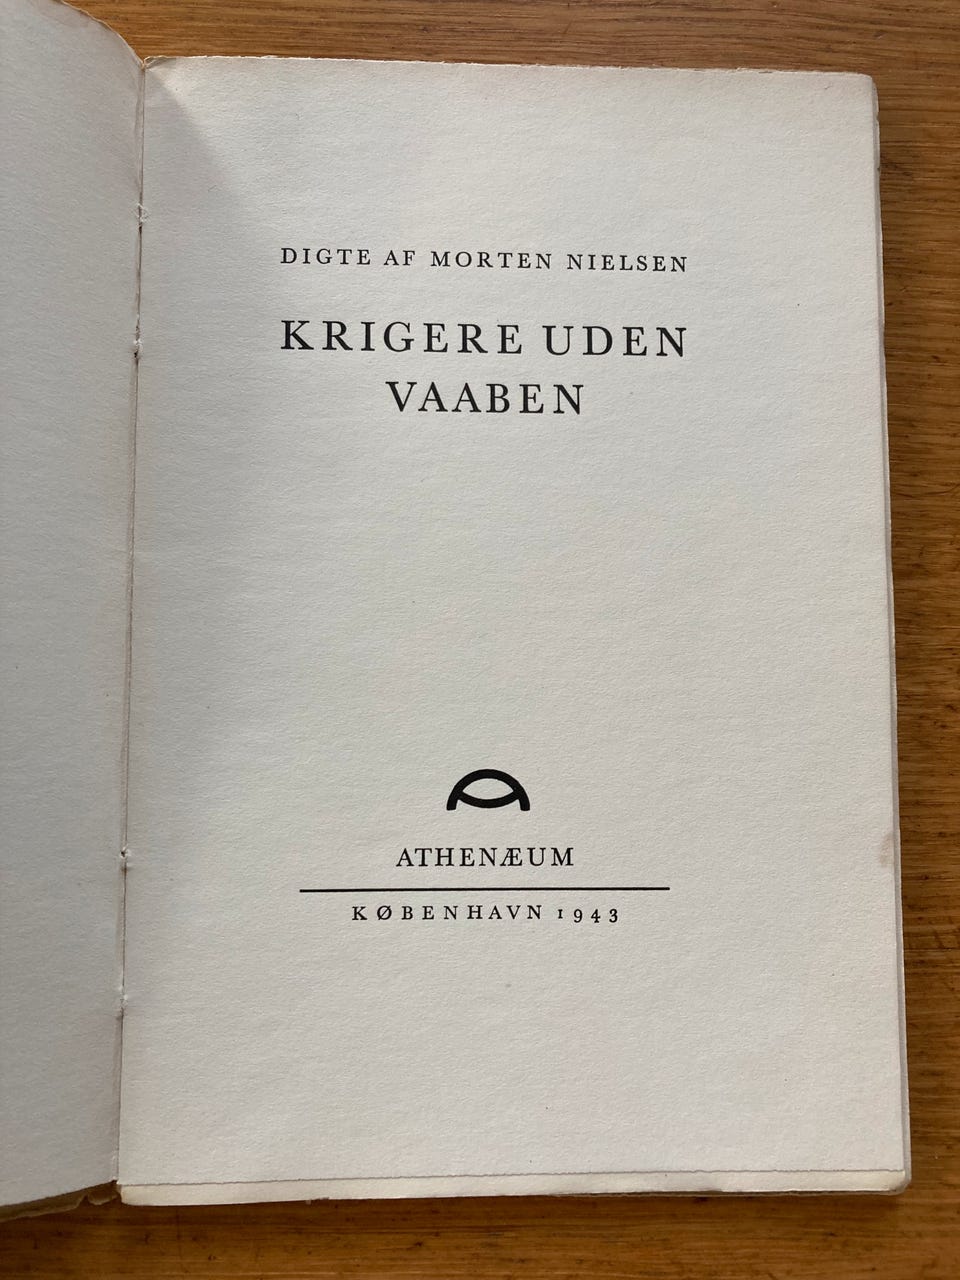 DIGTE AF MORTEN NIELSEN
KRIGERE UDEN
VAABEN
ATHENÆUM
KØBENHAVN 1943